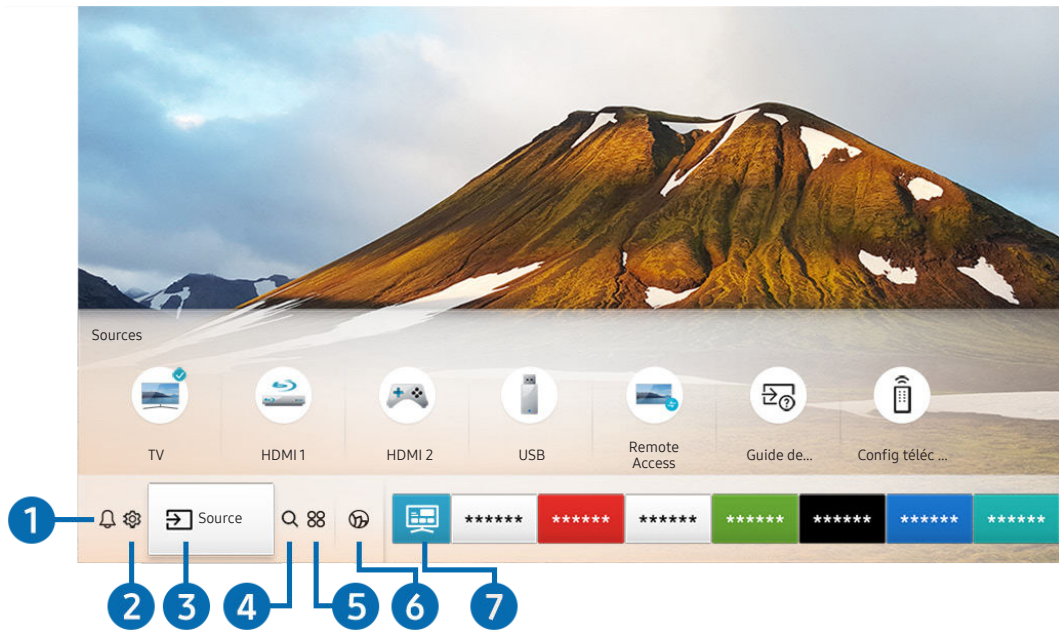 Sources
TV
HDMI 1
HDMI 2
USB
Remote
Access
Guide de...
Config téléc ...
1
Source
******
******
******
******
******
******
******
2
3
4
5
6
7